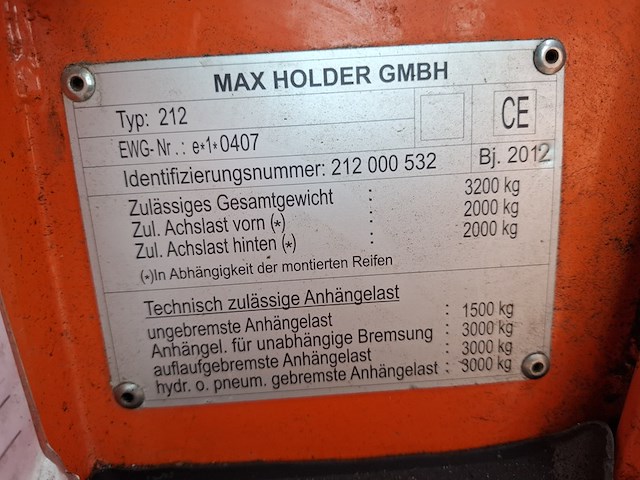 MAX HOLDER GMBH
Typ: 212
CE
EWG-Nr.: e*1*0407
Identifizierungsnummer: 212 000 532 Bj. 2012
Zulässiges Gesamtgewicht : 3200 kg
Zul. Achslast vorn (*) : 2000 kg
Zul. Achslast hinten (*) : 2000 kg
(*)In Abhängigkeit der montierten Reifen
Technisch zulässige Anhängelast
ungebremste Anhängelast : 1500 kg
Anhängel. für unabhängige Bremsung : 3000 kg
auflaufgebremste Anhängelast : 3000 kg
hydr. o. pneum. gebremste Anhängelast : 3000 kg